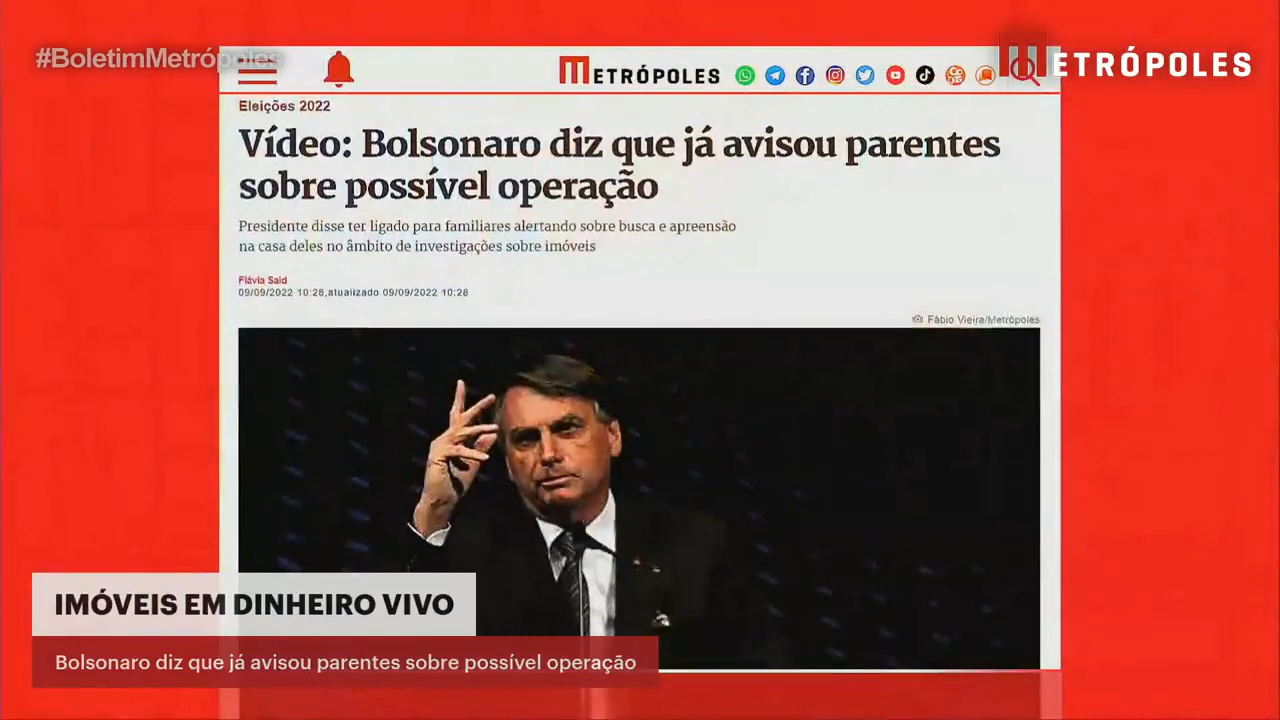 #BoletimMetrópoles
METRÓPOLES
METRÓPOLES
Eleições 2022
Vídeo: Bolsonaro diz que já avisou parentes
sobre possível operação
Presidente disse ter ligado para familiares alertando sobre busca e apreensão
na casa deles no âmbito de investigações sobre imóveis
Flávia Said
09/09/2022 10:28,atualizado 09/09/2022 10:28
Fábio Vieira/Metrópoles
IMÓVEIS EM DINHEIRO VIVO
Bolsonaro diz que já avisou parentes sobre possível operação